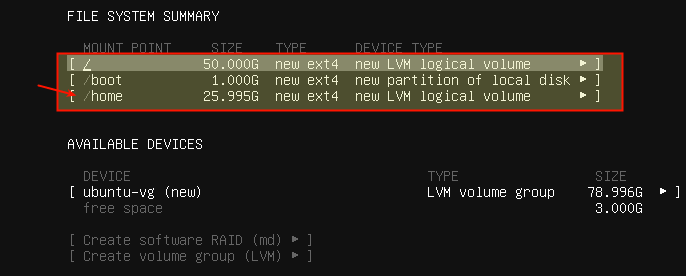 FILE SYSTEM SUMMARY
MOUNT POINT SIZE TYPE DEVICE TYPE
[ / 50.000G new ext4 new LVM logical volume ▸ ]
[ /boot 1.000G new ext4 new partition of local disk ▸ ]
[ /home 25.995G new ext4 new LVM logical volume ▸ ]
AVAILABLE DEVICES
DEVICE TYPE SIZE
[ ubuntu-vg (new) LVM volume group 78.996G ▸ ]
free space 3.000G
[ Create software RAID (md) ▸ ]
[ Create volume group (LVM) ▸ ]